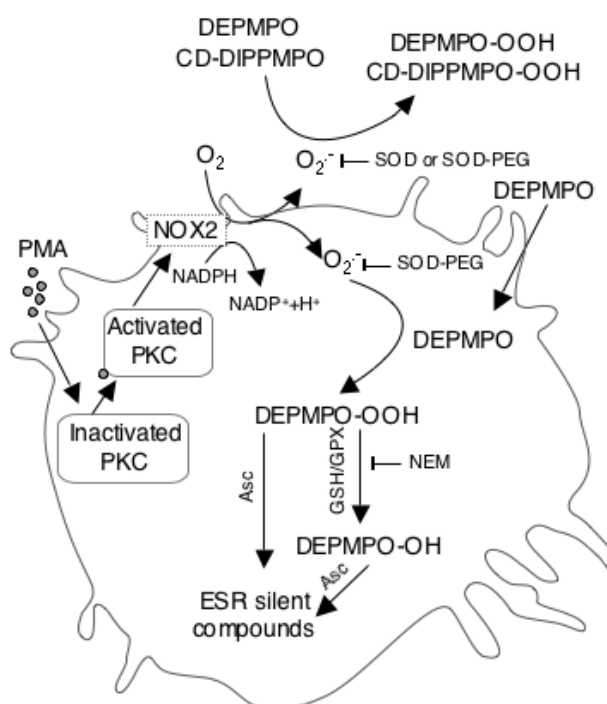 DEPMPO
CD-DIPPMPO
DEPMPO-OOH
CD-DIPPMPO-OOH
O₂
O₂·⁻
SOD or SOD-PEG
DEPMPO
NOX2
PMA
NADPH
O₂·⁻
SOD-PEG
NADP⁺+H⁺
Activated
PKC
DEPMPO
Inactivated
PKC
DEPMPO-OOH
Asc
GSH/GPX
NEM
DEPMPO-OH
Asc
ESR silent
compounds